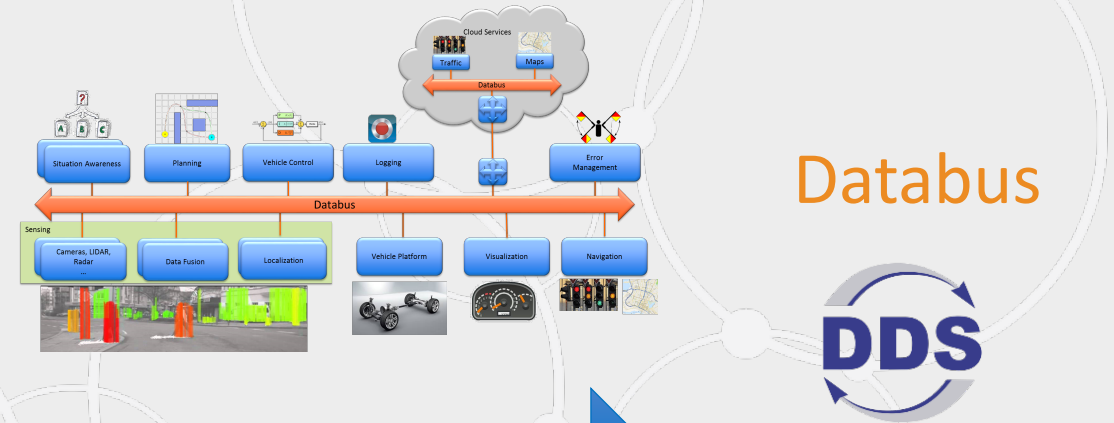 Cloud Services
Traffic
Maps
Databus
?
A B C
Situation Awareness
Planning
Vehicle Control
Logging
Error
Management
Databus
Sensing
Cameras, LIDAR,
Radar
...
Data Fusion
Localization
Vehicle Platform
Visualization
Navigation
Databus
DDS